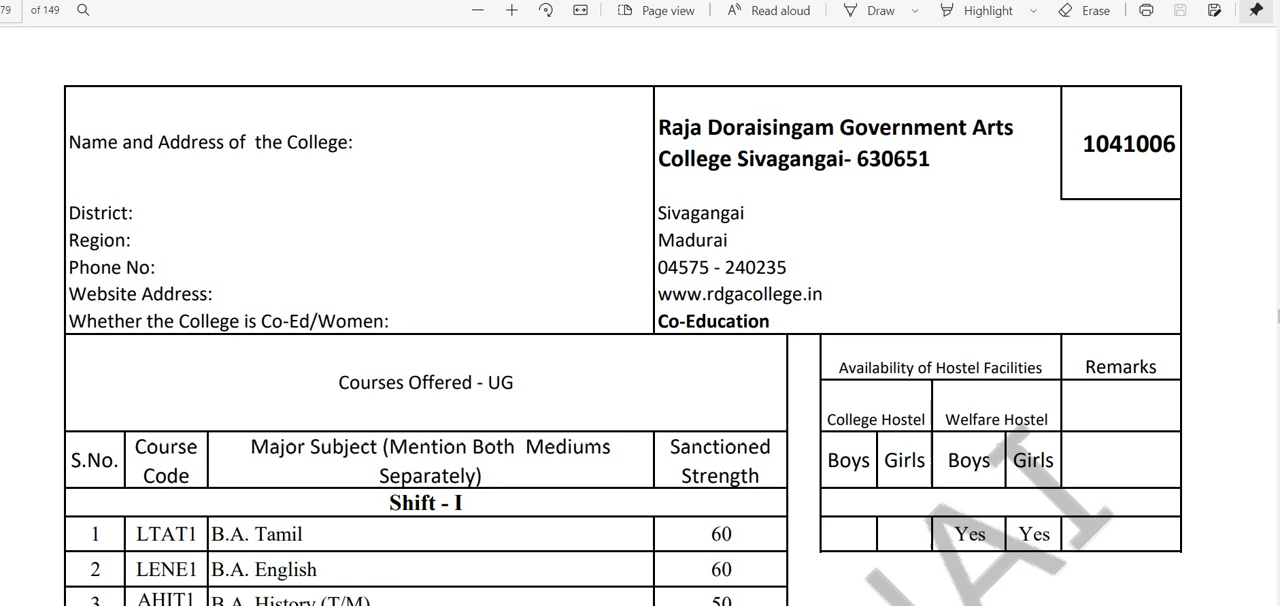 79 of 149 Page view Read aloud Draw Highlight Erase
Name and Address of the College:
Raja Doraisingam Government Arts
College Sivagangai- 630651
1041006
District: Sivagangai
Region: Madurai
Phone No: 04575 - 240235
Website Address: www.rdgacollege.in
Whether the College is Co-Ed/Women: Co-Education
Courses Offered - UG
Availability of Hostel Facilities
Remarks
College Hostel Welfare Hostel
S.No.
Course
Code
Major Subject (Mention Both Mediums
Separately)
Sanctioned
Strength
Boys Girls Boys Girls
Shift - I
1 LTAT1 B.A. Tamil 60 Yes Yes
2 LENE1 B.A. English 60
3 AHIT1 B.A. History (T/M) 50